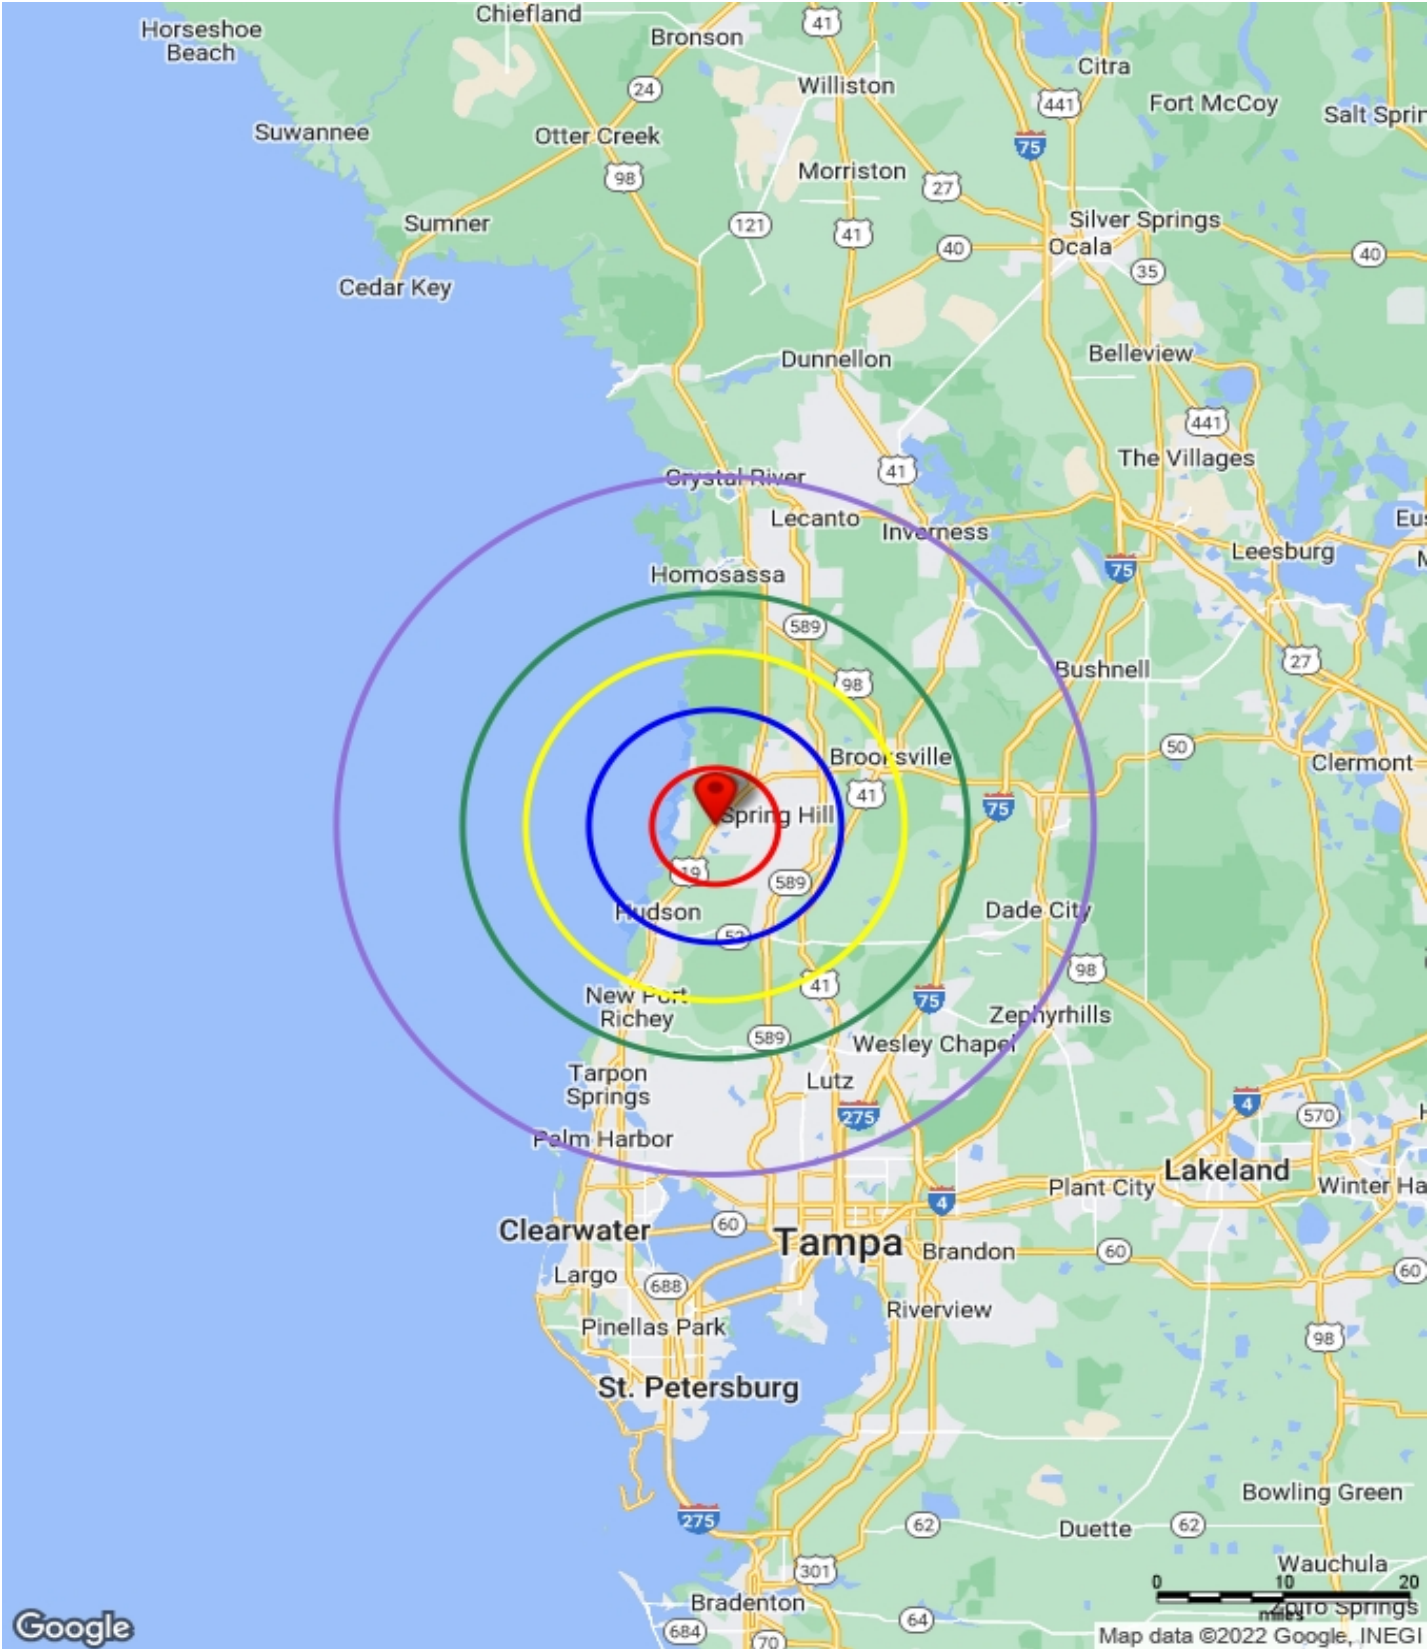 Chiefland
Horseshoe
Beach
41
Bronson
Citra
24
Williston
441
Fort McCoy
Salt Sprin
Suwannee
Otter Creek
75
98
Morriston
27
Sumner
121
41
40
Silver Springs
Ocala
40
35
Cedar Key
Dunnellon
Belleview
441
The Villages
41
Crystal River
Lecanto
Inverness
Eus
Leesburg
75
Homosassa
589
27
98
Bushnell
Brooksville
50
Clermont
41
75
Spring Hill
19
589
Hudson
52
Dade City
98
41
75
New Port
Richey
589
Zephyrhills
Wesley Chapel
Tarpon
Springs
Lutz
275
4
570
Palm Harbor
Lakeland
Plant City
Winter Ha
4
Clearwater
60
Tampa
Brandon
60
60
Largo
688
Riverview
Pinellas Park
98
St. Petersburg
Bowling Green
275
62
Duette
62
301
Wauchula
0 10 20
miles
Bradenton
Zolfo Springs
64
684
70
Google
Map data ©2022 Google, INEGI